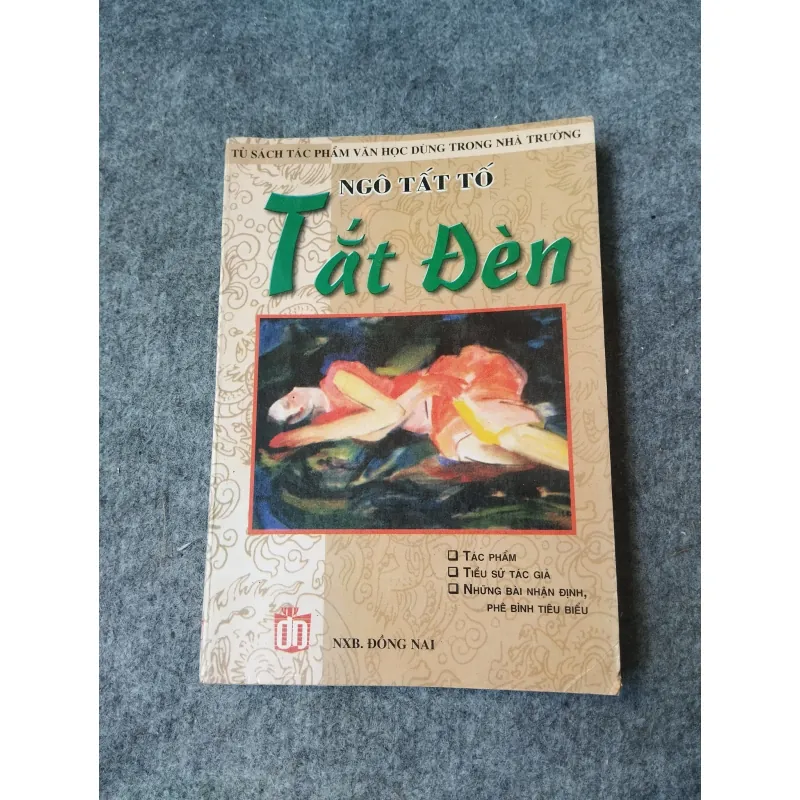 TỦ SÁCH TÁC PHẨM VĂN HỌC DÙNG TRONG NHÀ TRƯỜNG
NGÔ TẤT TỐ
Tắt Đèn
❑ TÁC PHẨM
❑ TIỂU SỬ TÁC GIẢ
❑ NHỮNG BÀI NHẬN ĐỊNH,
PHÊ BÌNH TIÊU BIỂU
đn
NXB. ĐỒNG NAI